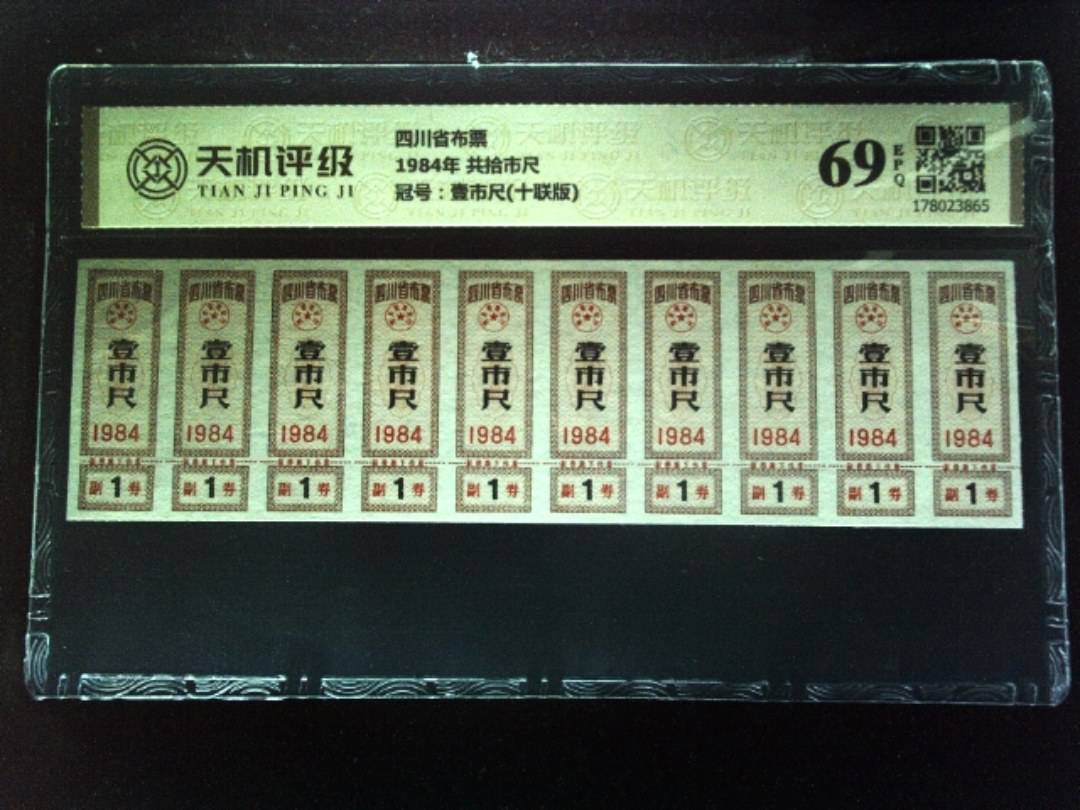 天机评级
TIAN JI PING JI
四川省布票
1984年 共拾市尺
冠号：壹市尺(十联版)
69
EPQ
178023865
四川省布票 四川省布票 四川省布票 四川省布票 四川省布票 四川省布票 四川省布票 四川省布票 四川省布票 四川省布票
壹市尺 壹市尺 壹市尺 壹市尺 壹市尺 壹市尺 壹市尺 壹市尺 壹市尺 壹市尺
1984 1984 1984 1984 1984 1984 1984 1984 1984 1984
副1券 副1券 副1券 副1券 副1券 副1券 副1券 副1券 副1券 副1券